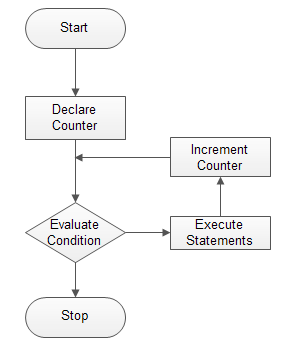 Start
Declare
Counter
Increment
Counter
Evaluate
Condition
Execute
Statements
Stop